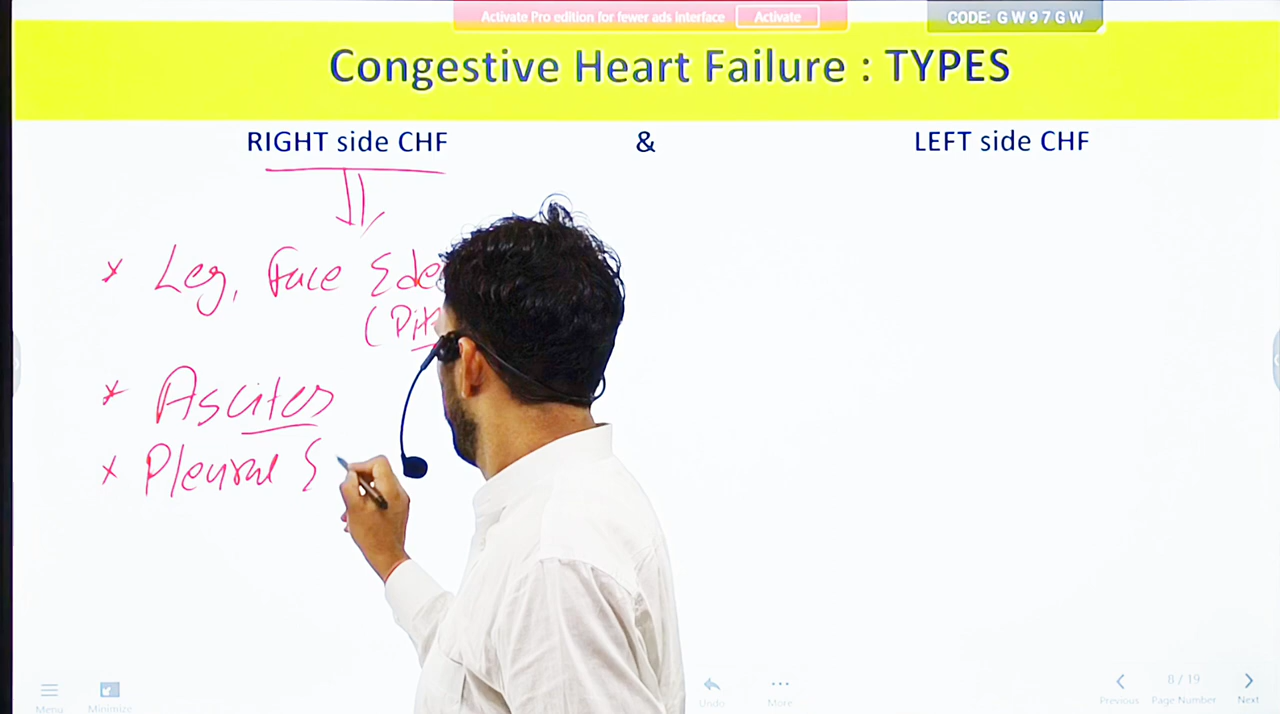 Activate Pro edition for fewer ads interface Activate
CODE: G W 9 7 G W
Congestive Heart Failure : TYPES
RIGHT side CHF & LEFT side CHF
* Leg, Face Ede
(Pit
* Ascites
* Pleural E
Menu
Minimize
Undo
More
Previous
8 / 19
Page Number
Next